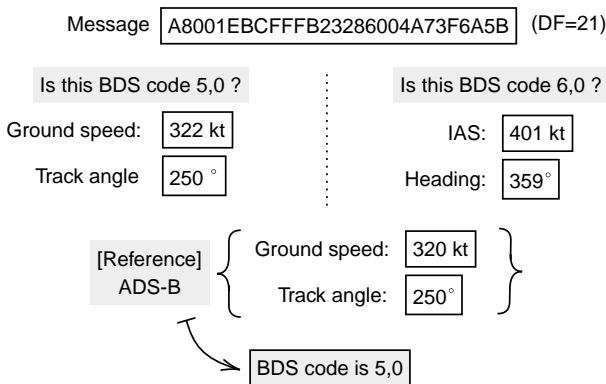 Message A8001EBCFFFB23286004A73F6A5B (DF=21)
Is this BDS code 5,0 ? Is this BDS code 6,0 ?
Ground speed: 322 kt IAS: 401 kt
Track angle 250 ° Heading: 359°
[Reference]
ADS-B
Ground speed: 320 kt
Track angle: 250°
BDS code is 5,0